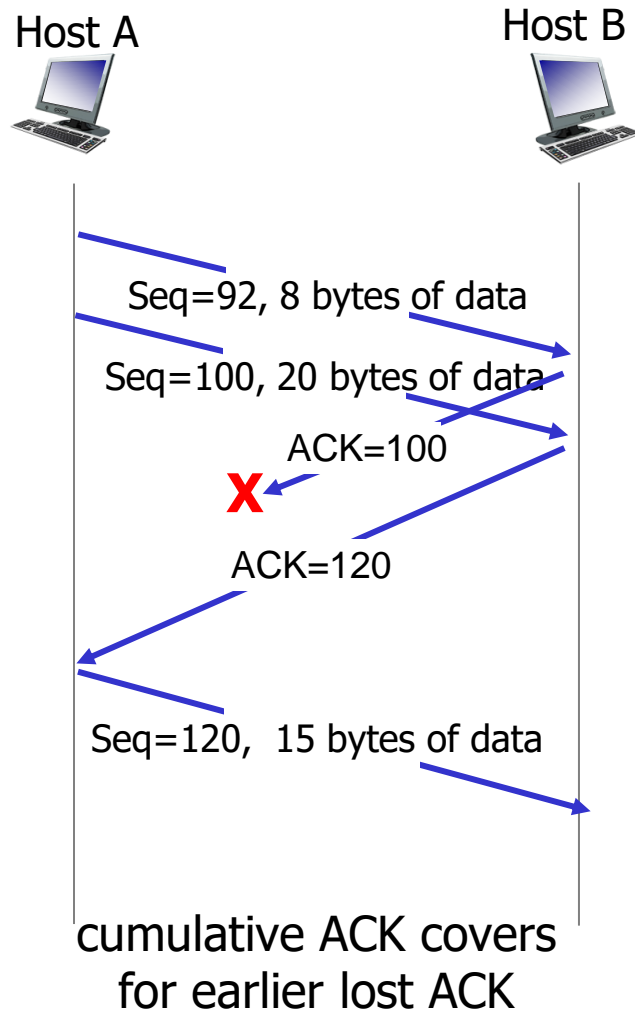 Host A
Host B
Seq=92, 8 bytes of data
Seq=100, 20 bytes of data
ACK=100
X
ACK=120
Seq=120, 15 bytes of data
cumulative ACK covers
for earlier lost ACK